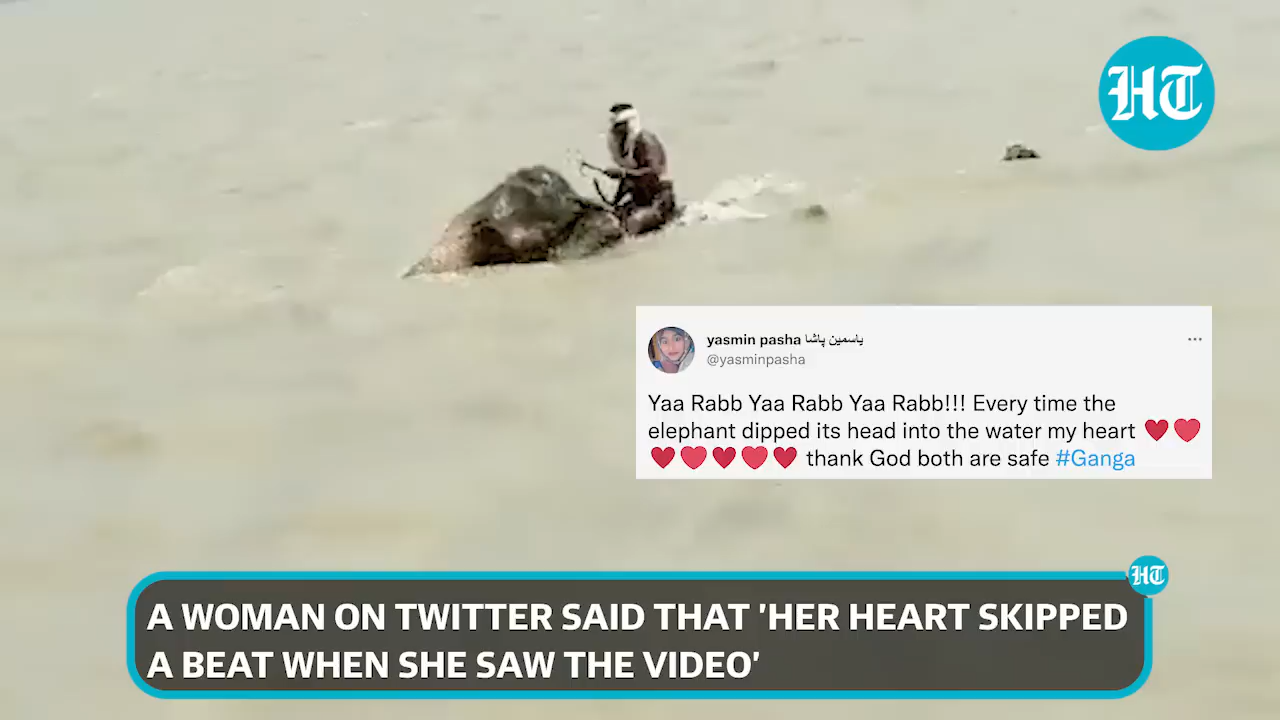 HT
yasmin pasha یاسمین پاشا
@yasminpasha
Yaa Rabb Yaa Rabb Yaa Rabb!!! Every time the
elephant dipped its head into the water my heart ❤️❤️
❤️❤️❤️❤️❤️ thank God both are safe #Ganga
HT
A WOMAN ON TWITTER SAID THAT 'HER HEART SKIPPED
A BEAT WHEN SHE SAW THE VIDEO'